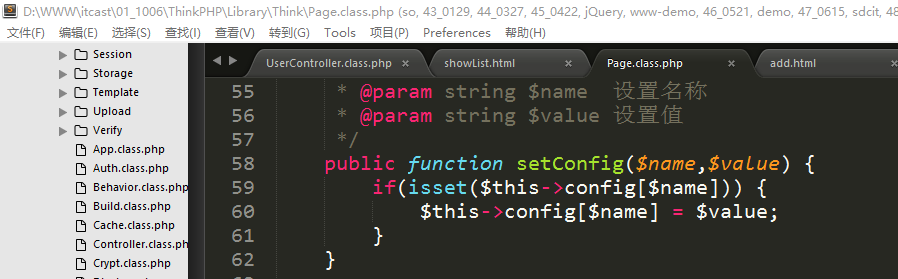 D:\WWW\itcast\01_1006\ThinkPHP\Library\Think\Page.class.php (so, 43_0129, 44_0327, 45_0422, jQuery, www-demo, 46_0521, demo, 47_0615, sdcit, 48
文件(F) 编辑(E) 选择(S) 查找(I) 查看(V) 转到(G) Tools 项目(P) Preferences 帮助(H)
Session
Storage
Template
Upload
Verify
App.class.php
Auth.class.php
Behavior.class.php
Build.class.php
Cache.class.php
Controller.class.php
Crypt.class.php
UserController.class.php × showList.html × Page.class.php × add.html ×
55 * @param string $name 设置名称
56 * @param string $value 设置值
57 */
58 public function setConfig($name,$value) {
59 if(isset($this->config[$name])) {
60 $this->config[$name] = $value;
61 }
62 }